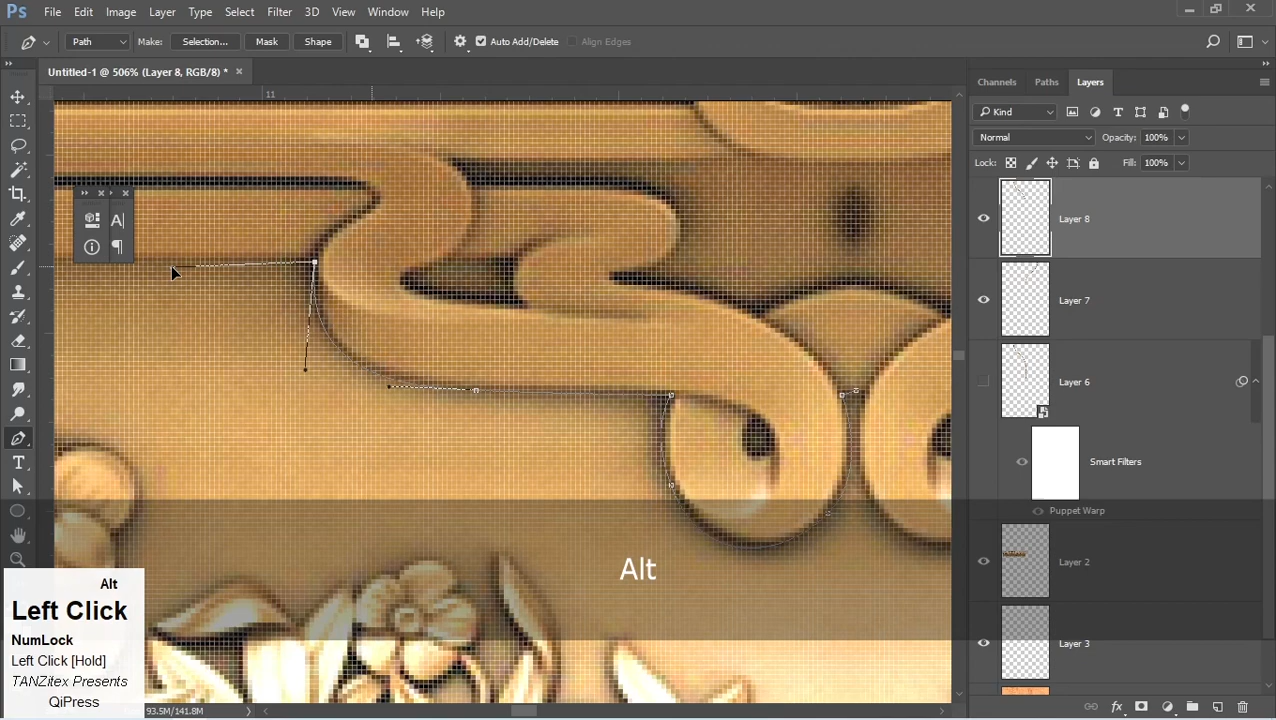 Ps File Edit Image Layer Type Select Filter 3D View Window Help
Path Make: Selection... Mask Shape Auto Add/Delete Align Edges
Untitled-1 @ 506% (Layer 8, RGB/8) * ×
11
Channels Paths Layers
Kind
Normal Opacity: 100%
Lock: Fill: 100%
A
Layer 8
Layer 7
Layer 6
Smart Filters
Puppet Warp
Layer 2
Layer 3
Alt
Alt
Left Click
NumLock
Left Click [Hold]
TANZitex Presents
QiPress
93.5M/141.8M